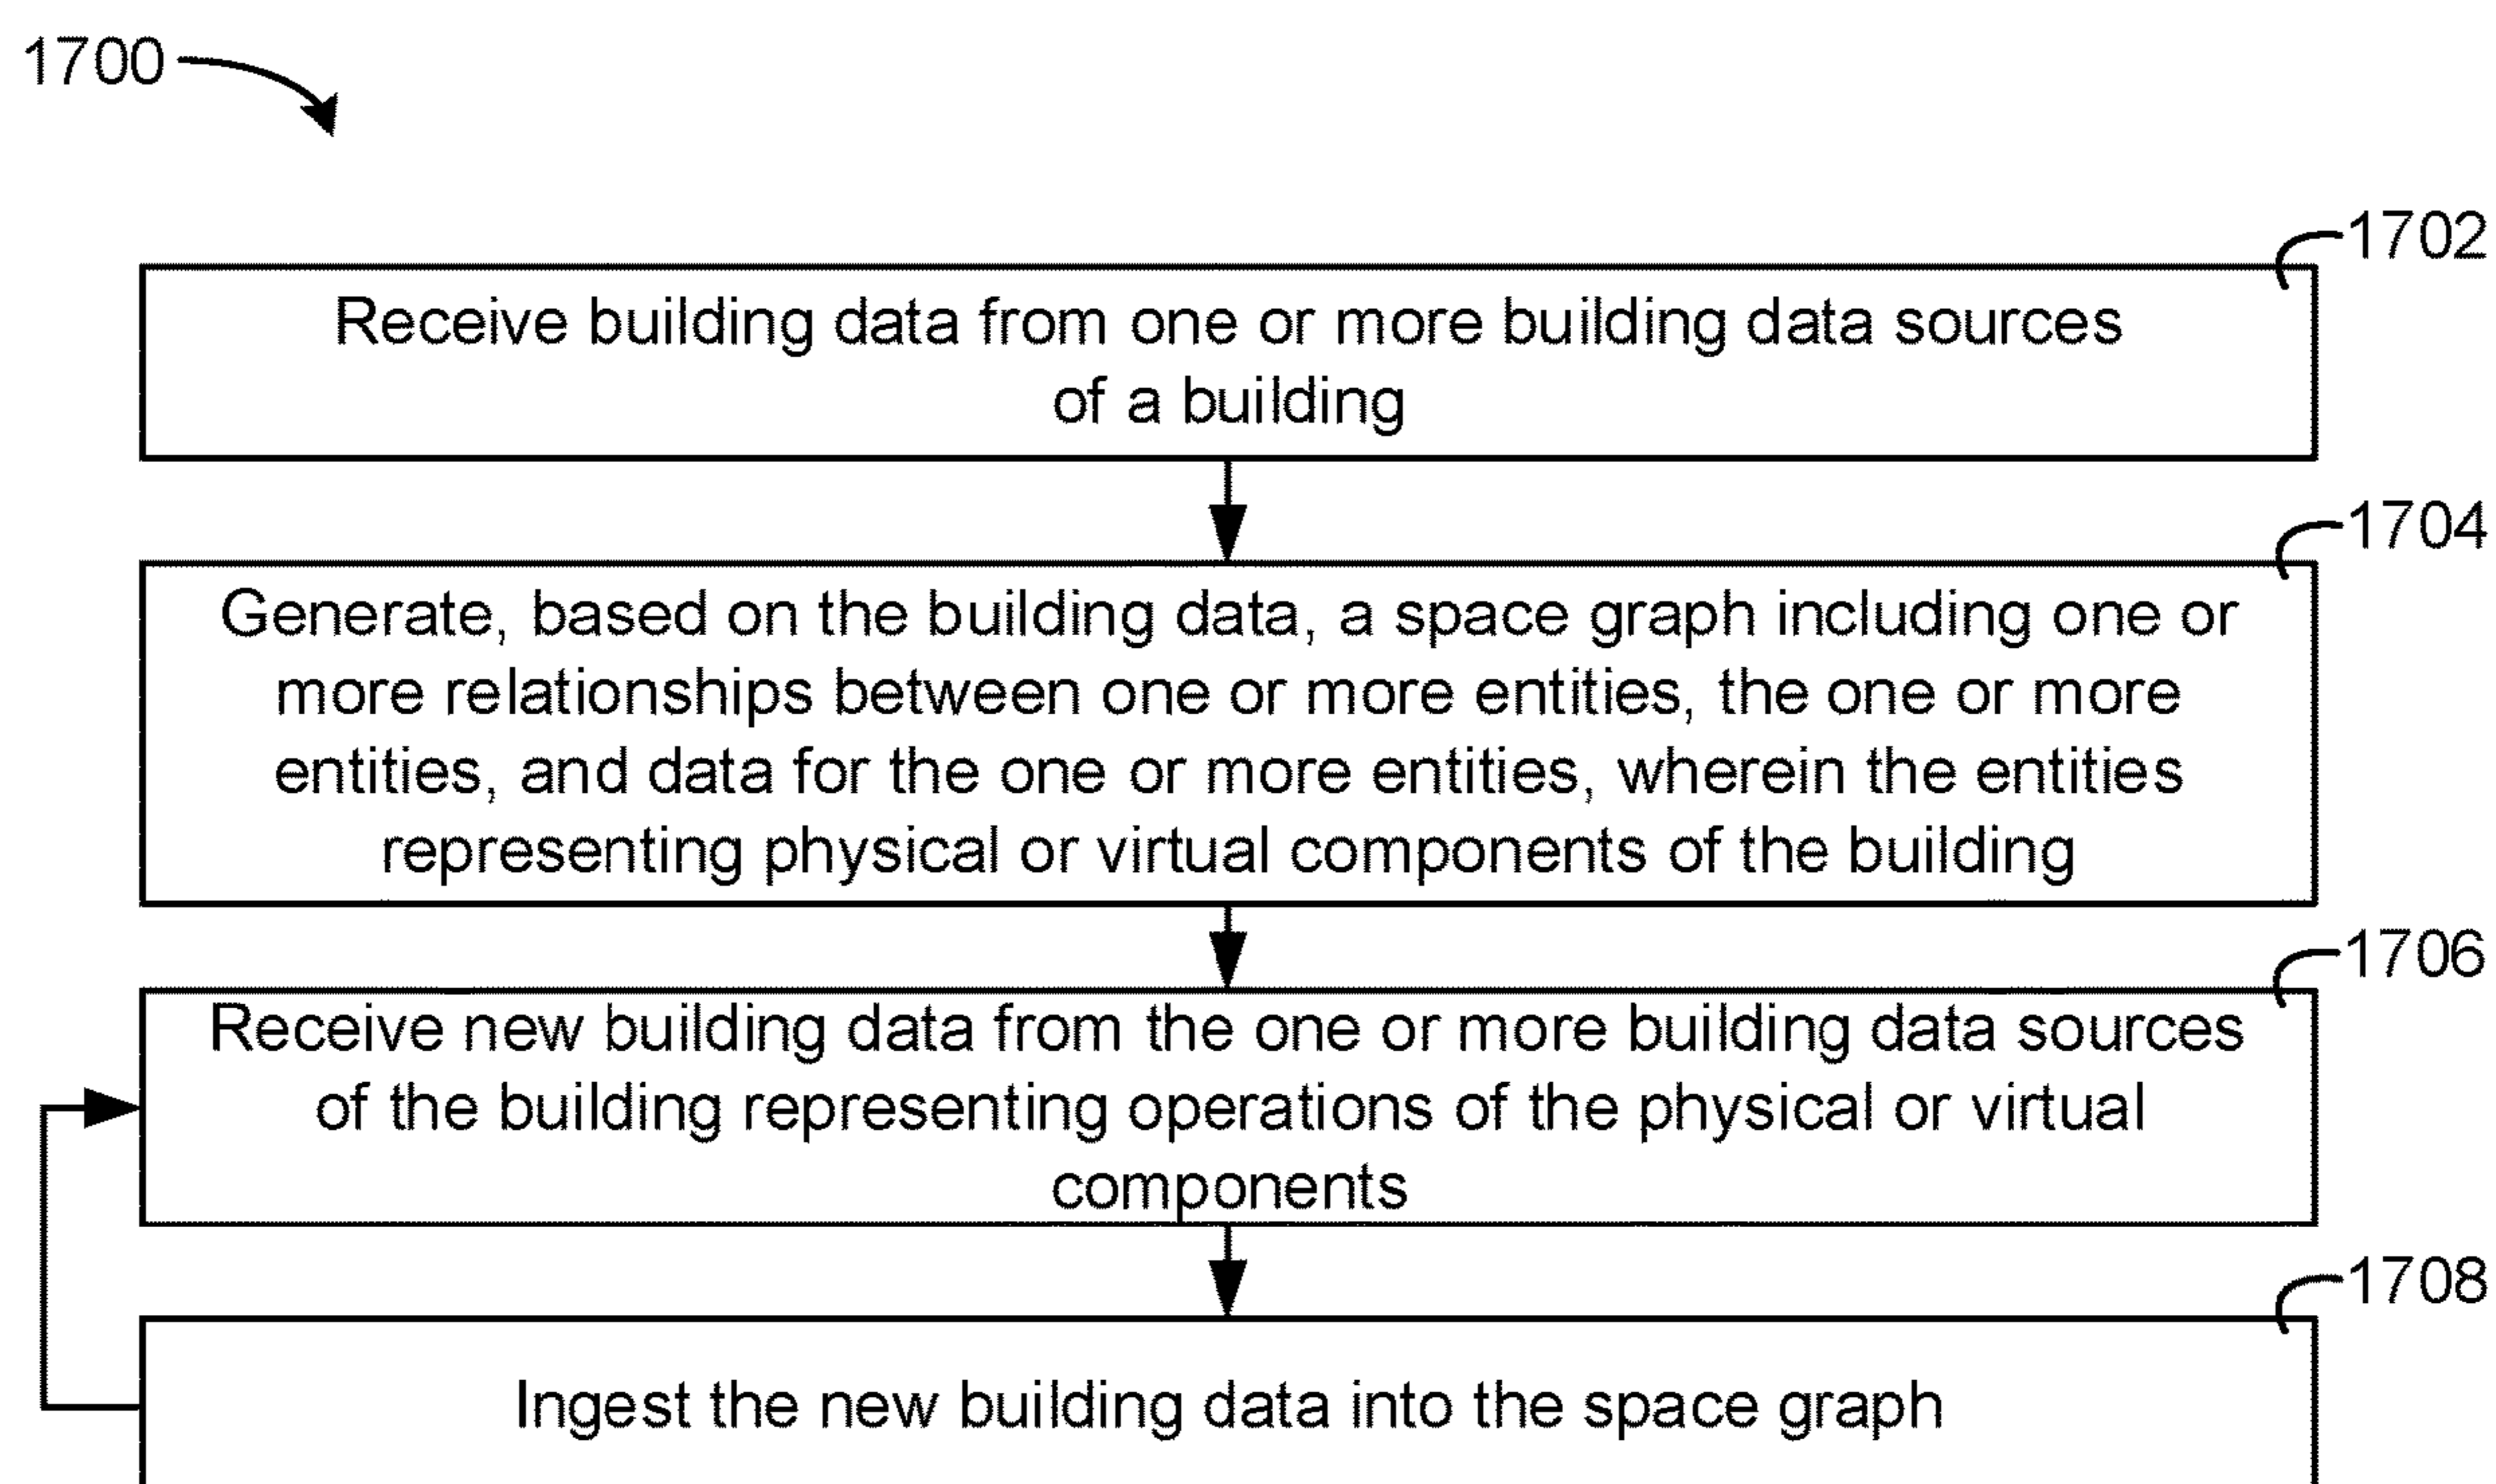 1700
1702
Receive building data from one or more building data sources
of a building
1704
Generate, based on the building data, a space graph including one or
more relationships between one or more entities, the one or more
entities, and data for the one or more entities, wherein the entities
representing physical or virtual components of the building
1706
Receive new building data from the one or more building data sources
of the building representing operations of the physical or virtual
components
1708
Ingest the new building data into the space graph